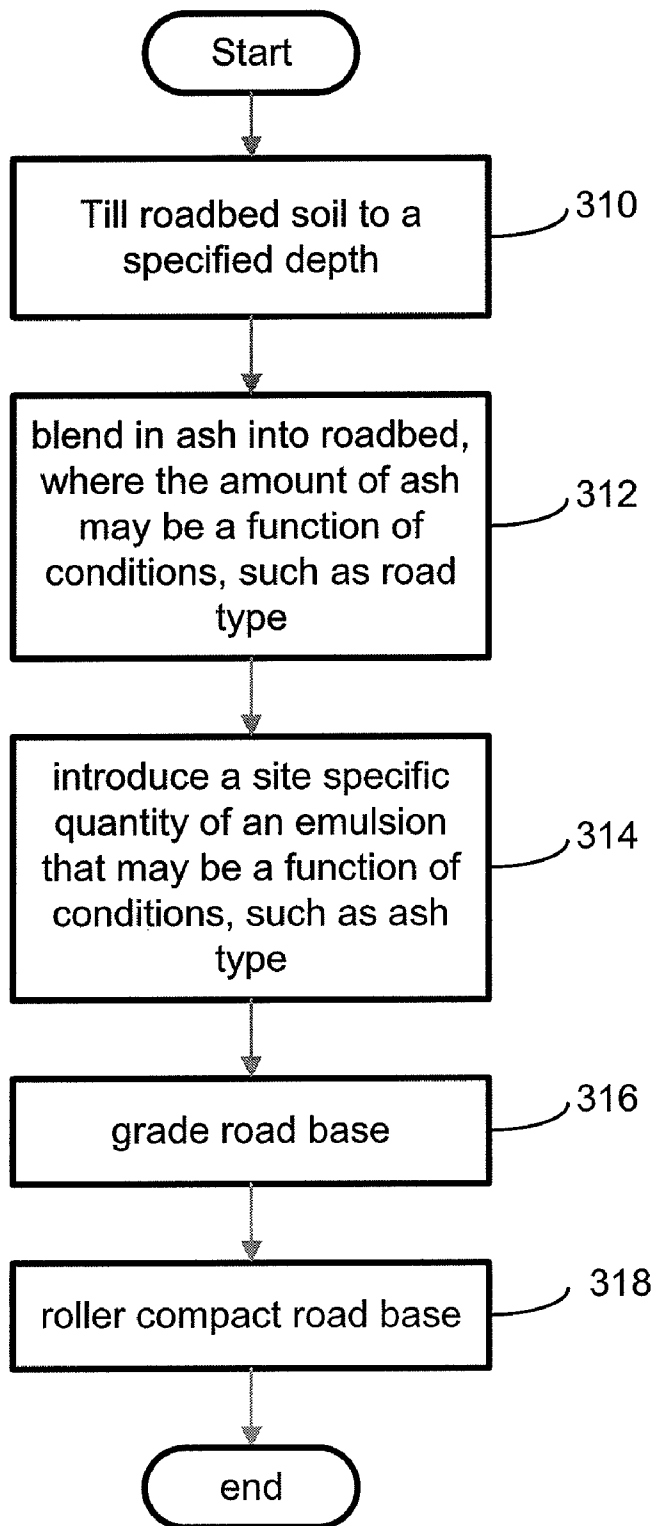 Start
Till roadbed soil to a
specified depth
310
blend in ash into roadbed,
where the amount of ash
may be a function of
conditions, such as road
type
312
introduce a site specific
quantity of an emulsion
that may be a function of
conditions, such as ash
type
314
grade road base
316
roller compact road base
318
end